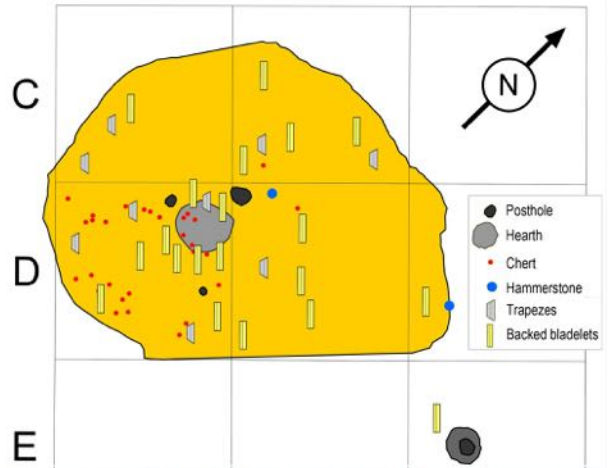 C
N
D
Posthole
Hearth
Chert
Hammerstone
Trapezes
Backed bladelets
E